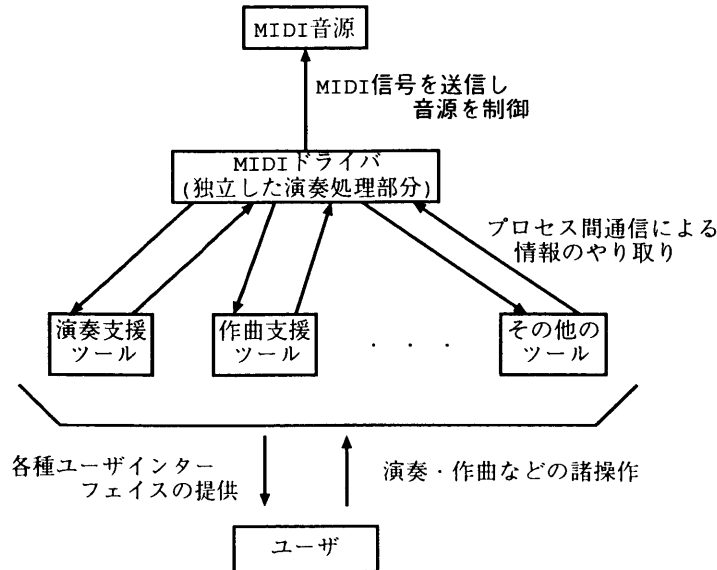 MIDI音源
MIDI信号を送信し
音源を制御
MIDIドライバ
(独立した演奏処理部分)
プロセス間通信による
情報のやり取り
演奏支援
ツール
作曲支援
ツール
・・・
その他の
ツール
各種ユーザインター
フェイスの提供
演奏・作曲などの諸操作
ユーザ